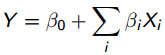 Y = β₀ + ∑ᵢ βᵢXᵢ